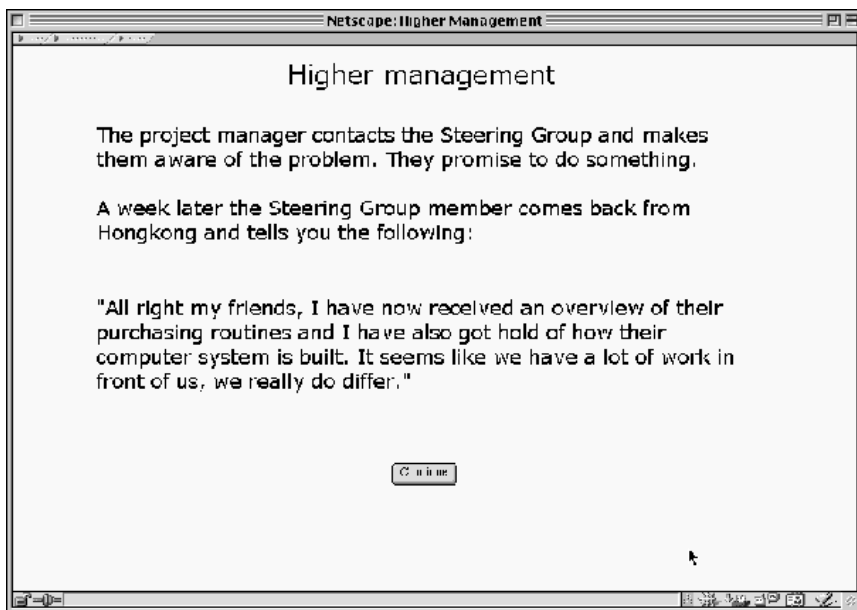 Netscape: Higher Management
Higher management
The project manager contacts the Steering Group and makes
them aware of the problem. They promise to do something.
A week later the Steering Group member comes back from
Hongkong and tells you the following:
"All right my friends, I have now received an overview of their
purchasing routines and I have also got hold of how their
computer system is built. It seems like we have a lot of work in
front of us, we really do differ."
Continue